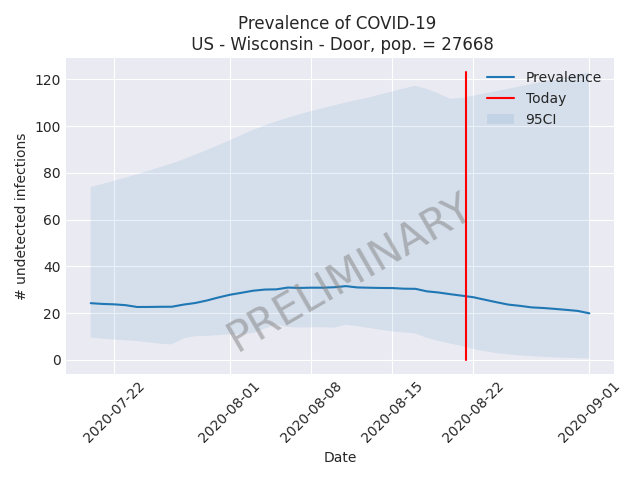 Prevalence of COVID-19
US - Wisconsin - Door, pop. = 27668
120
100
80
60
40
20
0
# undetected infections
Prevalence
Today
95CI
PRELIMINARY
2020-07-22
2020-08-01
2020-08-08
2020-08-15
2020-08-22
2020-09-01
Date